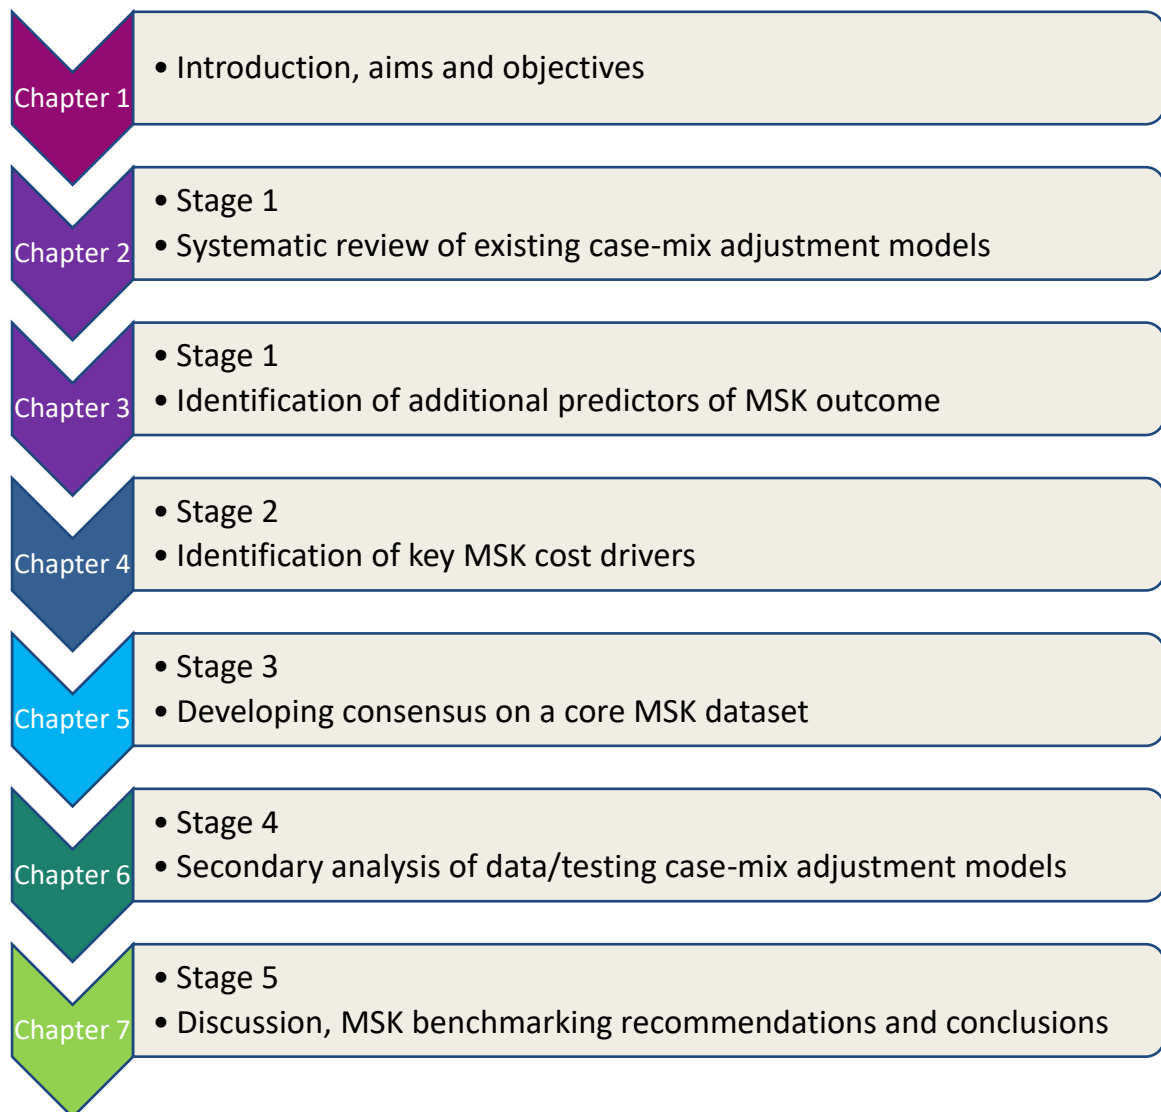 Chapter 1
• Introduction, aims and objectives
Chapter 2
• Stage 1
• Systematic review of existing case-mix adjustment models
Chapter 3
• Stage 1
• Identification of additional predictors of MSK outcome
Chapter 4
• Stage 2
• Identification of key MSK cost drivers
Chapter 5
• Stage 3
• Developing consensus on a core MSK dataset
Chapter 6
• Stage 4
• Secondary analysis of data/testing case-mix adjustment models
Chapter 7
• Stage 5
• Discussion, MSK benchmarking recommendations and conclusions